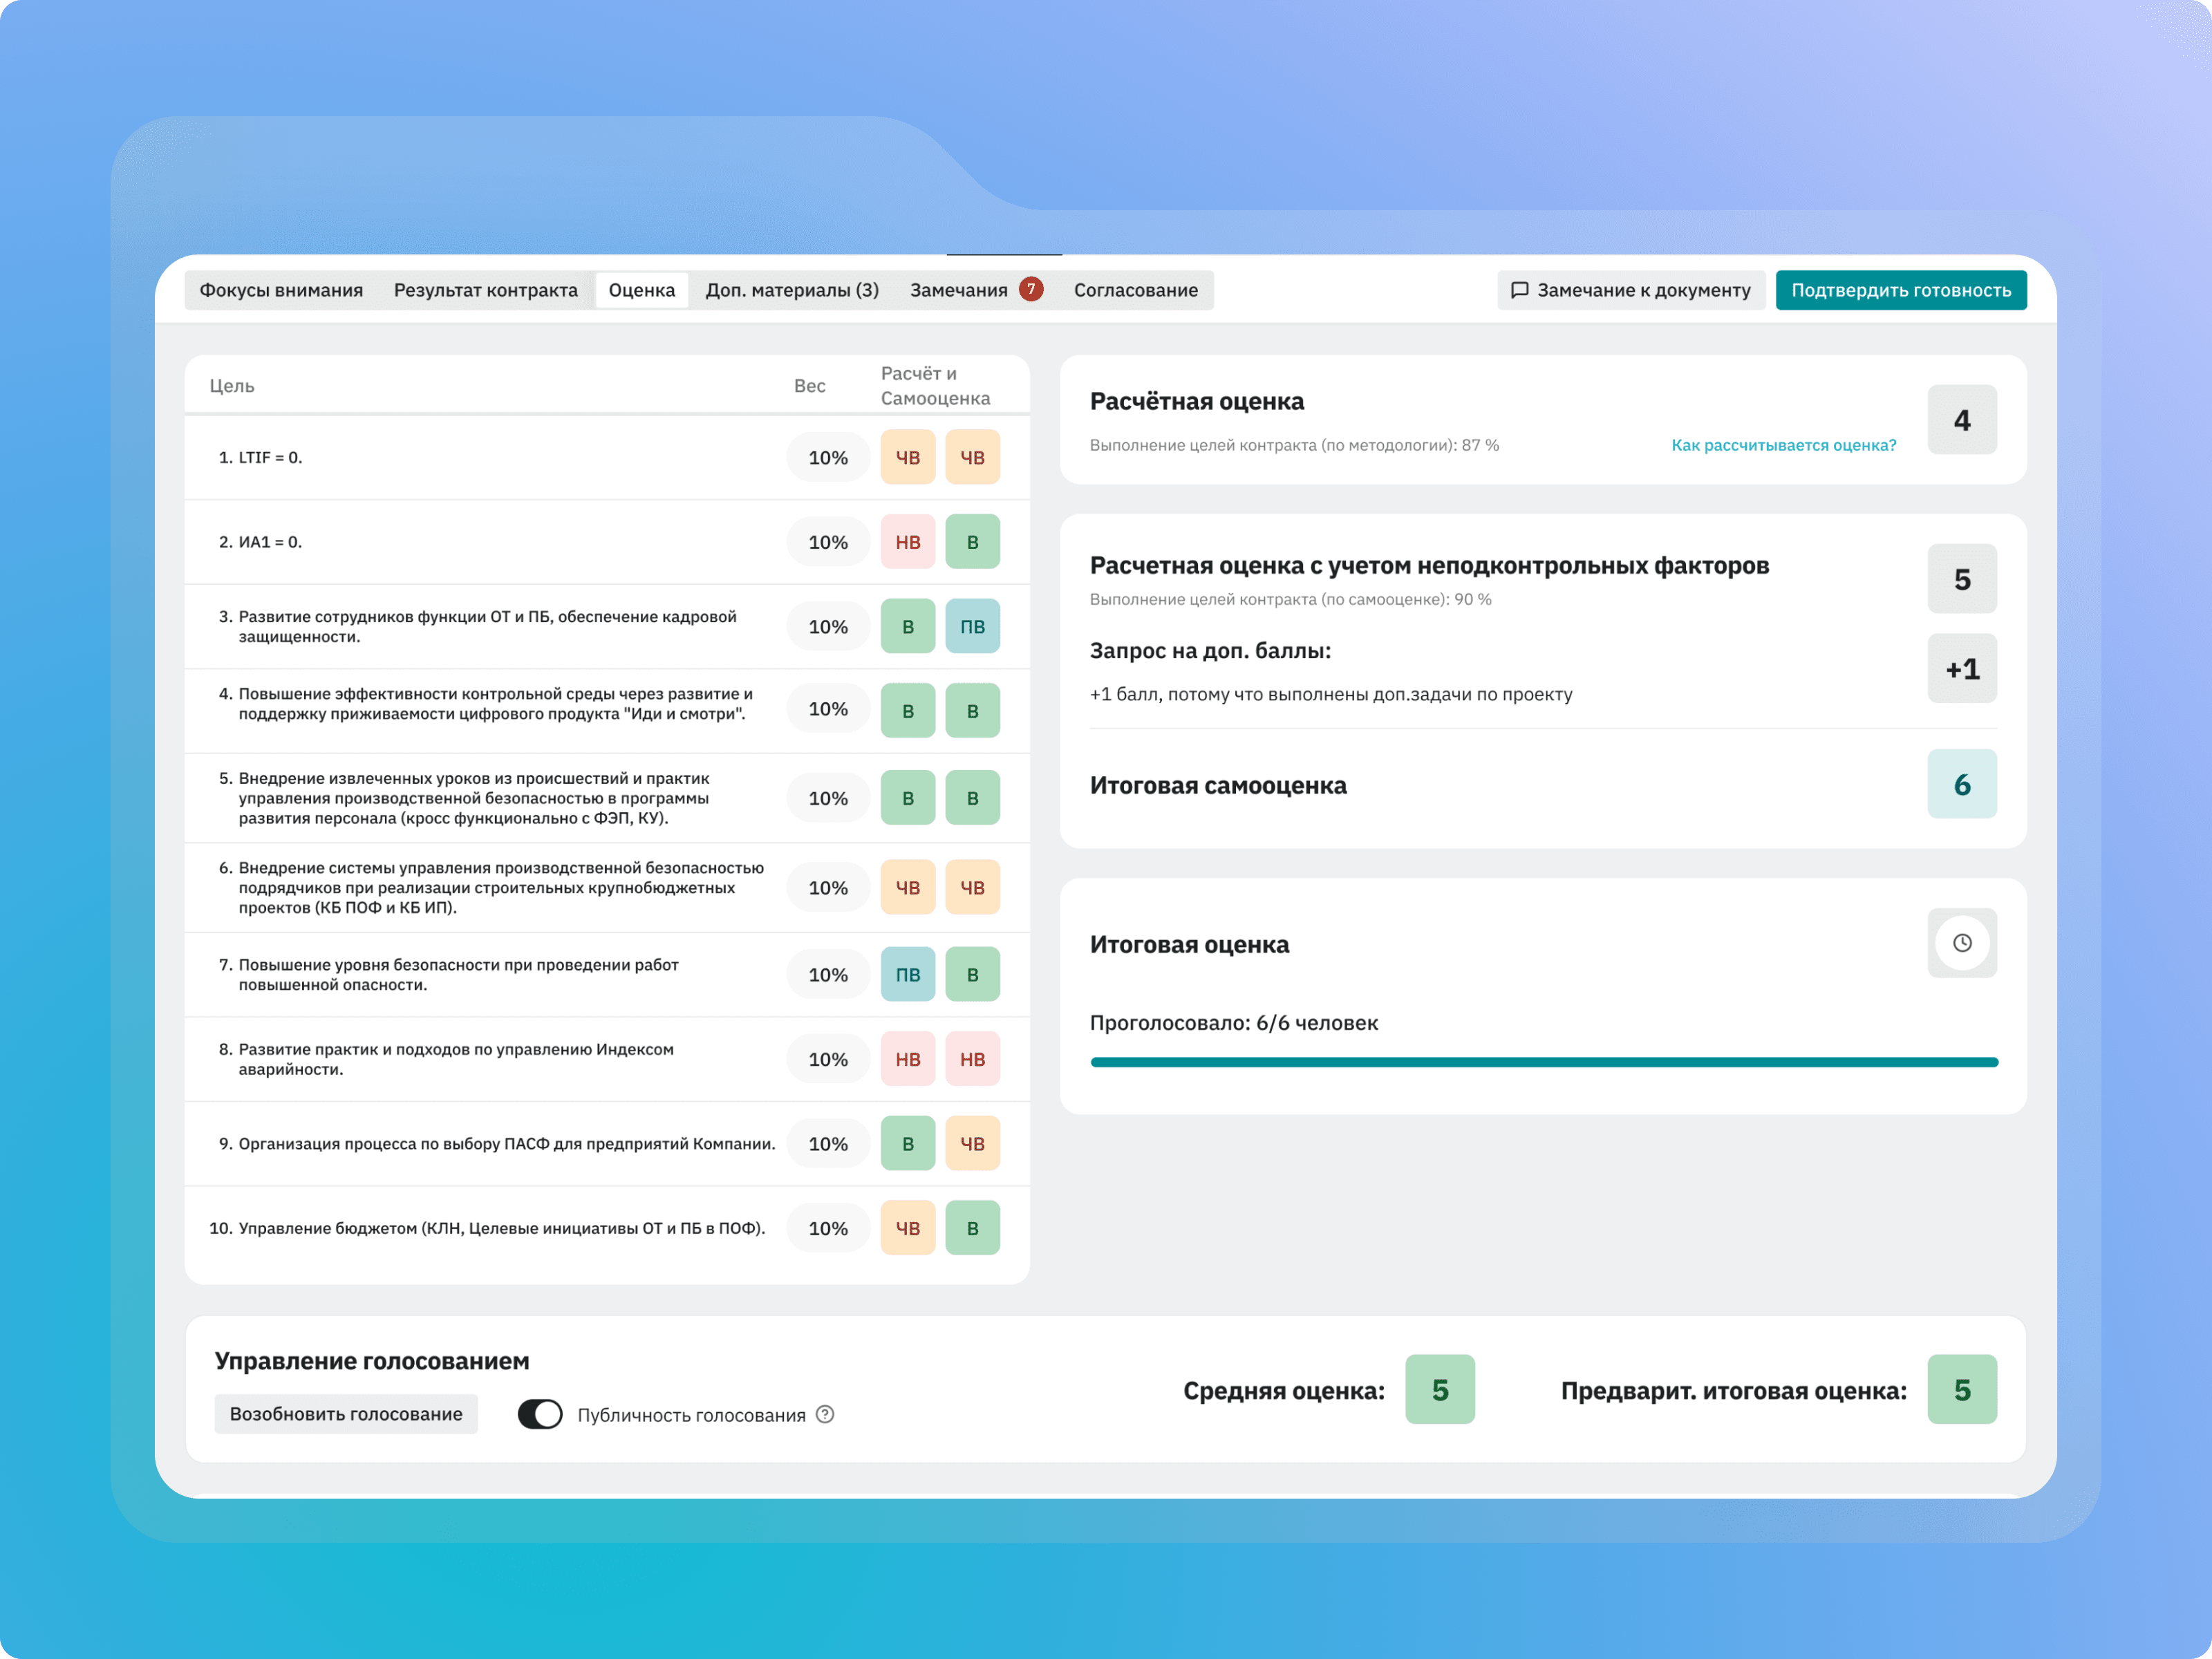 Фокусы внимания
Результат контракта
Оценка
Доп. материалы (3)
Замечания 7
Согласование
Замечание к документу
Подтвердить готовность
Цель
Вес
Расчёт и
Самооценка
1. LTIF = 0.
10% ЧВ ЧВ
2. ИА1 = 0.
10% НВ В
3. Развитие сотрудников функции ОТ и ПБ, обеспечение кадровой
защищенности.
10% В ПВ
4. Повышение эффективности контрольной среды через развитие и
поддержку приживаемости цифрового продукта "Иди и смотри".
10% В В
5. Внедрение извлеченных уроков из происшествий и практик
управления производственной безопасностью в программы
развития персонала (кросс функционально с ФЭП, КУ).
10% В В
6. Внедрение системы управления производственной безопасностью
подрядчиков при реализации строительных крупнобюджетных
проектов (КБ ПОФ и КБ ИП).
10% ЧВ ЧВ
7. Повышение уровня безопасности при проведении работ
повышенной опасности.
10% ПВ В
8. Развитие практик и подходов по управлению Индексом
аварийности.
10% НВ НВ
9. Организация процесса по выбору ПАСФ для предприятий Компании.
10% В ЧВ
10. Управление бюджетом (КЛН, Целевые инициативы ОТ и ПБ в ПОФ).
10% ЧВ В
Расчётная оценка
4
Выполнение целей контракта (по методологии): 87 %
Как рассчитывается оценка?
Расчетная оценка с учетом неподконтрольных факторов
5
Выполнение целей контракта (по самооценке): 90 %
Запрос на доп. баллы:
+1
+1 балл, потому что выполнены доп.задачи по проекту
Итоговая самооценка
6
Итоговая оценка
Проголосовало: 6/6 человек
Управление голосованием
Возобновить голосование
Публичность голосования ?
Средняя оценка: 5
Предварит. итоговая оценка: 5